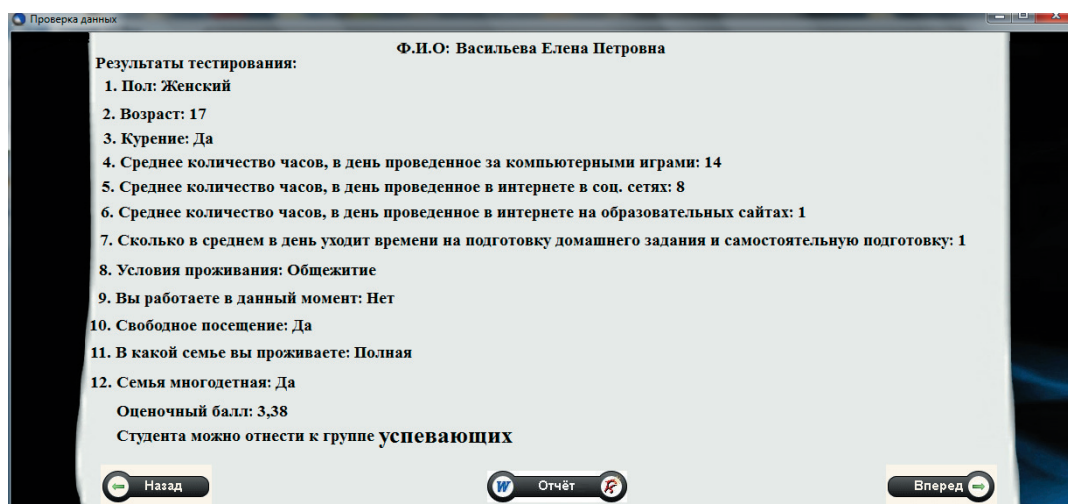 Проверка данных
Ф.И.О: Васильева Елена Петровна
Результаты тестирования:
1. Пол: Женский
2. Возраст: 17
3. Курение: Да
4. Среднее количество часов, в день проведенное за компьютерными играми: 14
5. Среднее количество часов, в день проведенное в интернете в соц. сетях: 8
6. Среднее количество часов, в день проведенное в интернете на образовательных сайтах: 1
7. Сколько в среднем в день уходит времени на подготовку домашнего задания и самостоятельную подготовку: 1
8. Условия проживания: Общежитие
9. Вы работаете в данный момент: Нет
10. Свободное посещение: Да
11. В какой семье вы проживаете: Полная
12. Семья многодетная: Да
Оценочный балл: 3,38
Студента можно отнести к группе успевающих
Назад W Отчёт Вперед